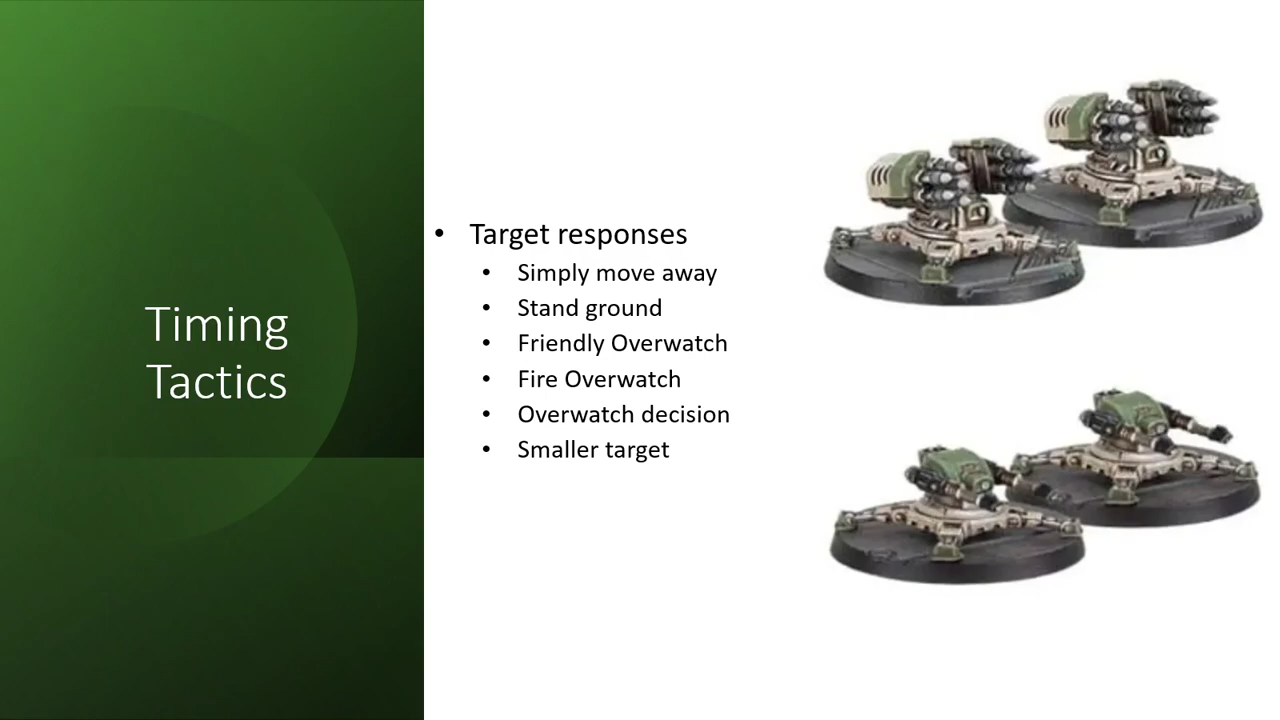 Timing
Tactics
• Target responses
• Simply move away
• Stand ground
• Friendly Overwatch
• Fire Overwatch
• Overwatch decision
• Smaller target